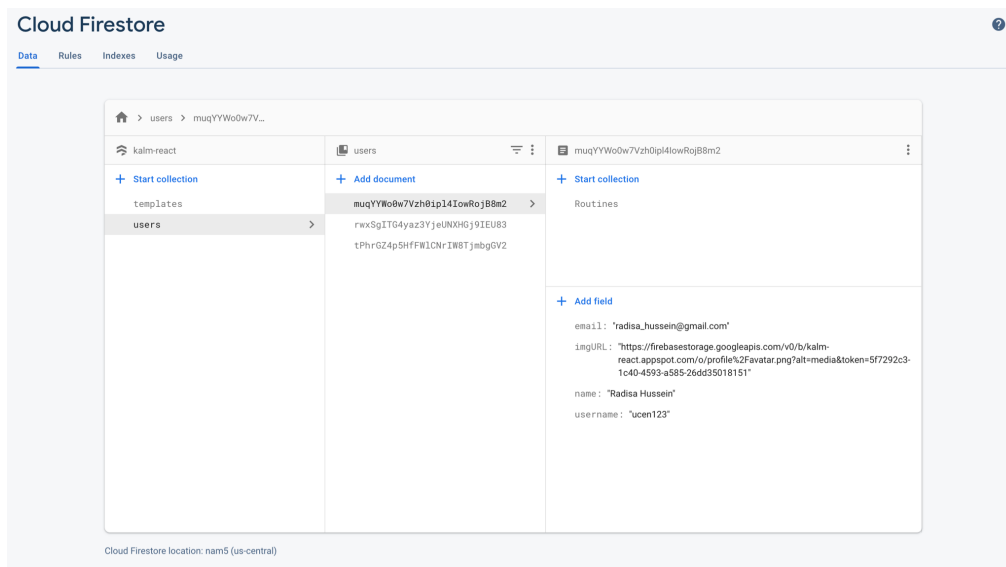 Cloud Firestore
Data Rules Indexes Usage
users muqYYWo0w7V...
kalm-react
Start collection
templates
users
users
Add document
muqYYWo0w7Vzh0ipl4IowRojB8m2
rwxSgITG4yaz3YjeUNXHGj9IEU83
tPhrGZ4p5HfFWlCNrIW8TjmbgGV2
muqYYWo0w7Vzh0ipl4IowRojB8m2
Start collection
Routines
Add field
email: "radisa_hussein@gmail.com"
imgURL: "https://firebasestorage.googleapis.com/v0/b/kalm-
react.appspot.com/o/profile%2Favatar.png?alt=media&token=5f7292c3-
1c40-4593-a585-26dd35018151"
name: "Radisa Hussein"
username: "ucen123"
Cloud Firestore location: nam5 (us-central)